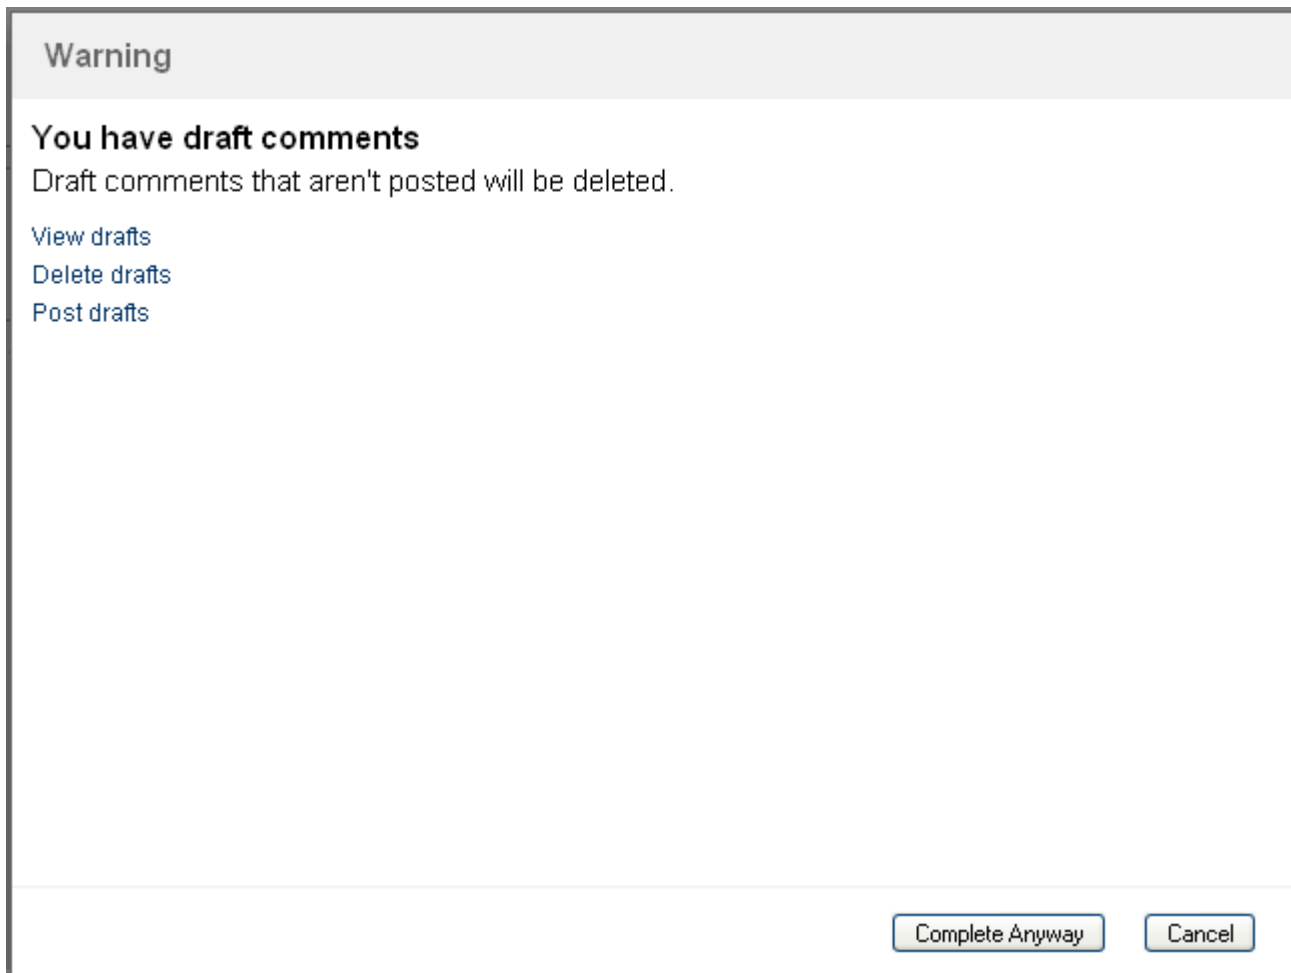 Warning
You have draft comments
Draft comments that aren't posted will be deleted.
View drafts
Delete drafts
Post drafts
Complete Anyway Cancel